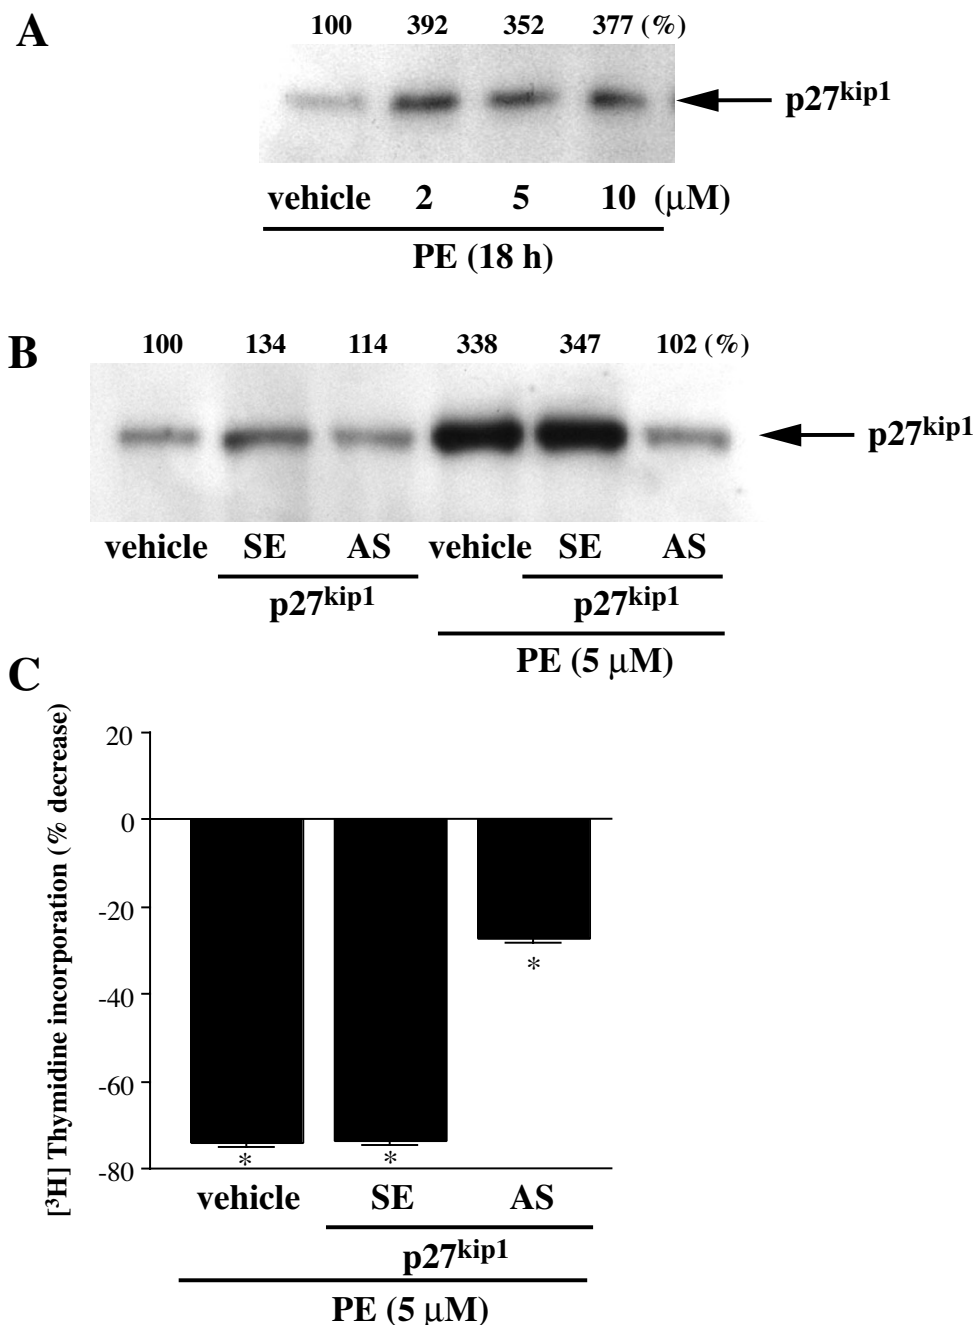 A
100 392 352 377 (%)
p27kip1
vehicle 2 5 10 (μM)
PE (18 h)
B
100 134 114 338 347 102 (%)
p27kip1
vehicle SE AS vehicle SE AS
p27kip1 p27kip1
PE (5 μM)
C
[3H] Thymidine incorporation (% decrease)
20
0
-20
-40
-60
-80
* * *
vehicle SE AS
p27kip1
PE (5 μM)